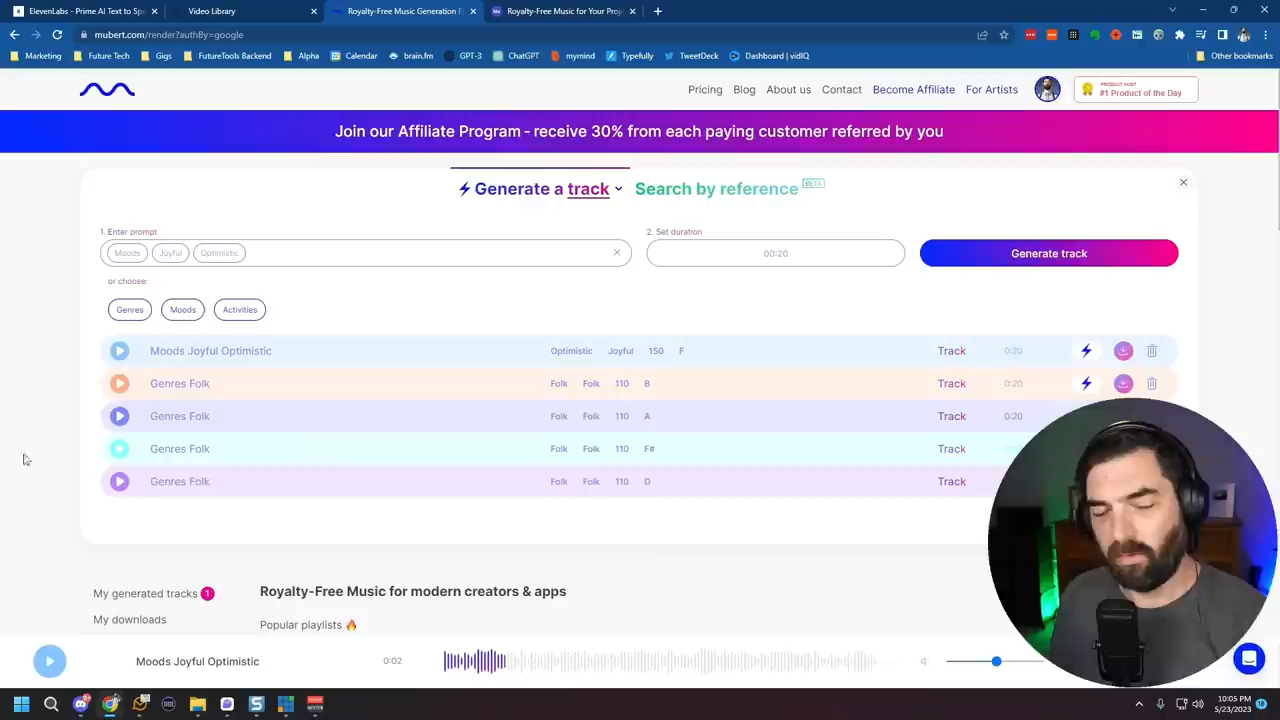 ElevenLabs - Prime AI Text to Spe
Video Library
Royalty-Free Music Generation F
Royalty-Free Music for Your Proj
mubert.com/render?authBy=google
Marketing
Future Tech
Gigs
FutureTools Backend
Alpha
Calendar
brain.fm
GPT-3
ChatGPT
mymind
Typefully
TweetDeck
Dashboard | vidIQ
Other bookmarks
Pricing
Blog
About us
Contact
Become Affiliate
For Artists
PRODUCT HUNT
#1 Product of the Day
Join our Affiliate Program - receive 30% from each paying customer referred by you
Generate a track
Search by reference BETA
1. Enter prompt
2. Set duration
Moods Joyful Optimistic
00:20
Generate track
or choose:
Genres Moods Activities
Moods Joyful Optimistic Optimistic Joyful 150 F Track 0:20
Genres Folk Folk Folk 110 B Track 0:20
Genres Folk Folk Folk 110 A Track 0:20
Genres Folk Folk Folk 110 F# Track
Genres Folk Folk Folk 110 D Track
My generated tracks 1
My downloads
Royalty-Free Music for modern creators & apps
Popular playlists
Moods Joyful Optimistic
0:02
10:05 PM
5/23/2023